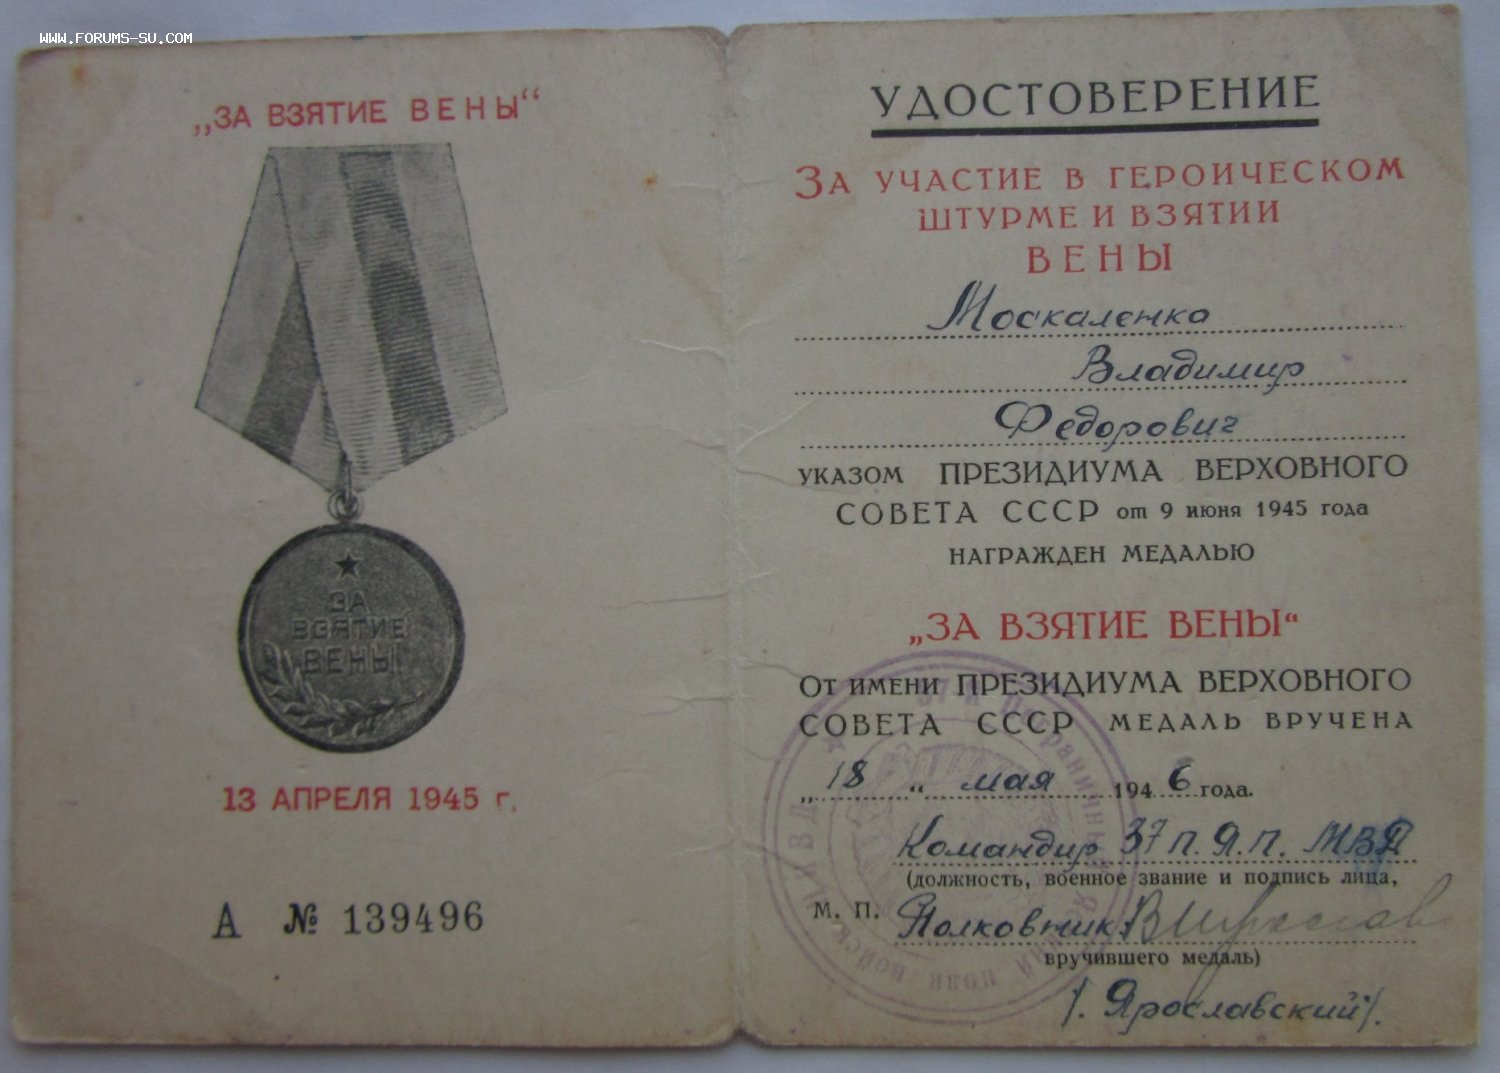 WWW.FORUMS-SU.COM
„ЗА ВЗЯТИЕ ВЕНЫ“
ЗА
ВЗЯТИЕ
ВЕНЫ
13 АПРЕЛЯ 1945 г.
А № 139496
УДОСТОВЕРЕНИЕ
ЗА УЧАСТИЕ В ГЕРОИЧЕСКОМ
ШТУРМЕ И ВЗЯТИИ
ВЕНЫ
Москаленко
Владимир
Федорович
УКАЗОМ ПРЕЗИДИУМА ВЕРХОВНОГО
СОВЕТА СССР от 9 июня 1945 года
НАГРАЖДЕН МЕДАЛЬЮ
„ЗА ВЗЯТИЕ ВЕНЫ“
ОТ ИМЕНИ ПРЕЗИДИУМА ВЕРХОВНОГО
СОВЕТА СССР МЕДАЛЬ ВРУЧЕНА
„18“ мая 1946 года.
Командир 37 П.Я.П. МВД
(должность, военное звание и подпись лица,
М. П. Полковник
вручившего медаль)
/. Ярославский/.
войск НКВД